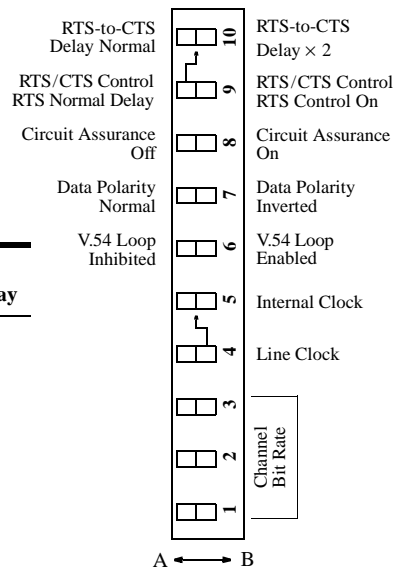 RTS-to-CTS
Delay Normal
10
RTS-to-CTS
Delay × 2
RTS/CTS Control
RTS Normal Delay
9
RTS/CTS Control
RTS Control On
Circuit Assurance
Off
8
Circuit Assurance
On
Data Polarity
Normal
7
Data Polarity
Inverted
V.54 Loop
Inhibited
6
V.54 Loop
Enabled
ay
5
Internal Clock
4
Line Clock
3
2
1
Channel
Bit Rate
A B